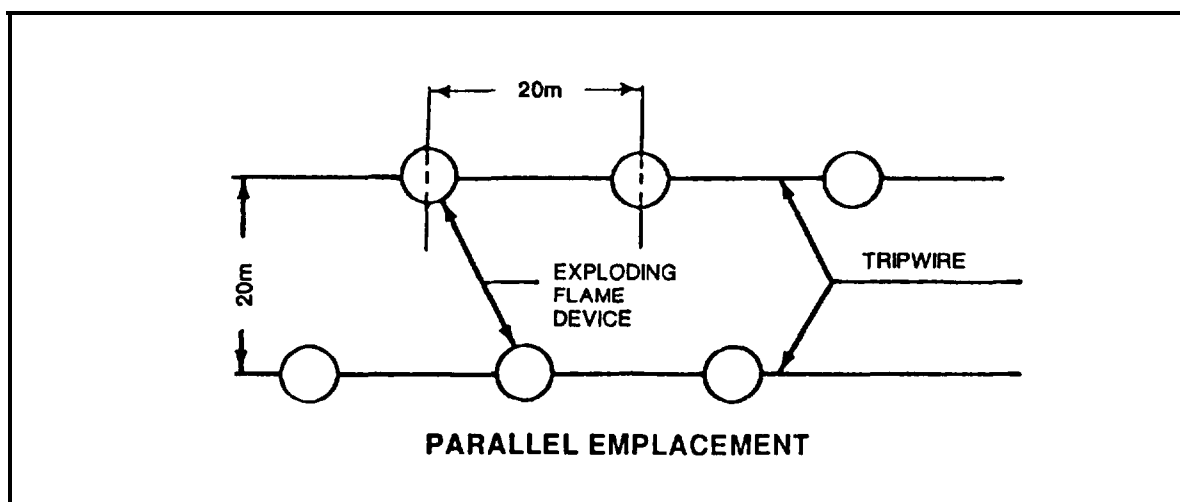 20m
20m
EXPLODING
FLAME
DEVICE
TRIPWIRE
PARALLEL EMPLACEMENT